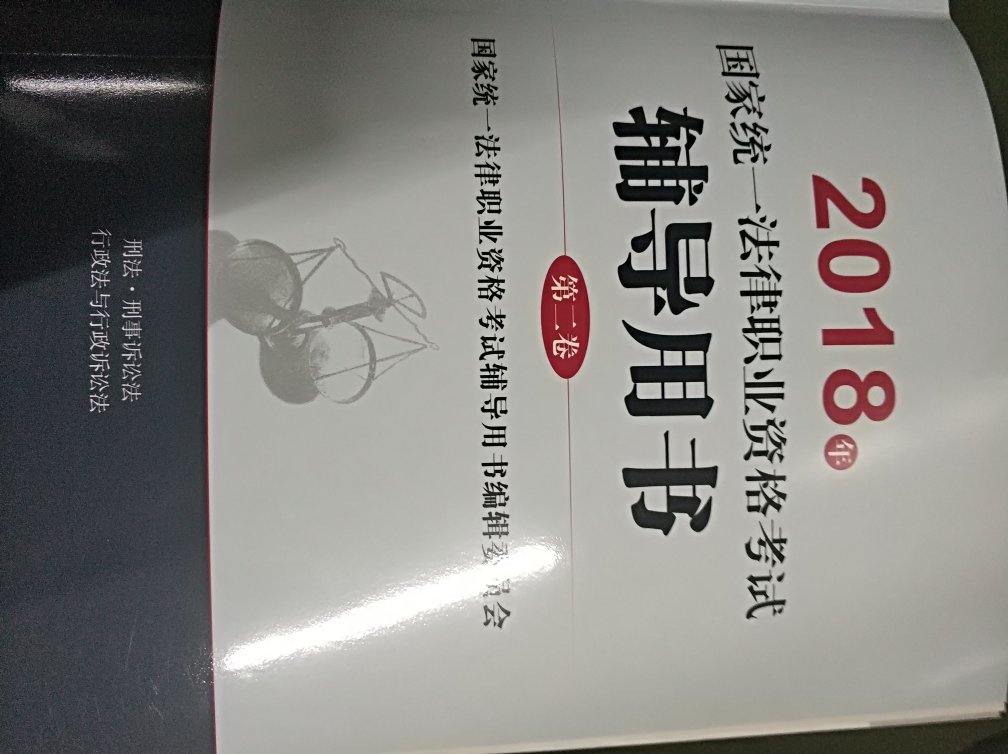 2018年
国家统一法律职业资格考试
辅导用书
第二卷
国家统一法律职业资格考试辅导用书编辑委员会
刑法·刑事诉讼法
行政法与行政诉讼法